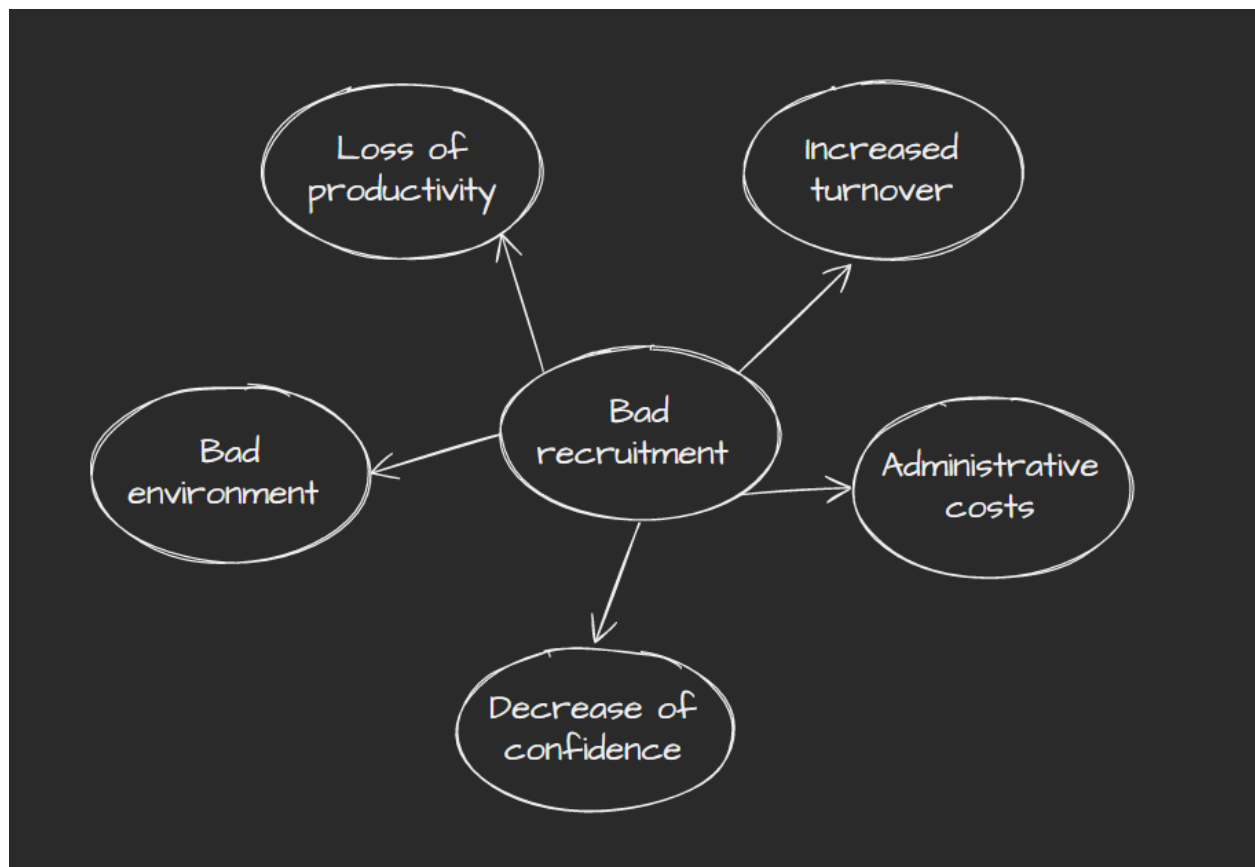 Loss of
productivity
Increased
turnover
Bad
recruitment
Bad
environment
Administrative
costs
Decrease of
confidence